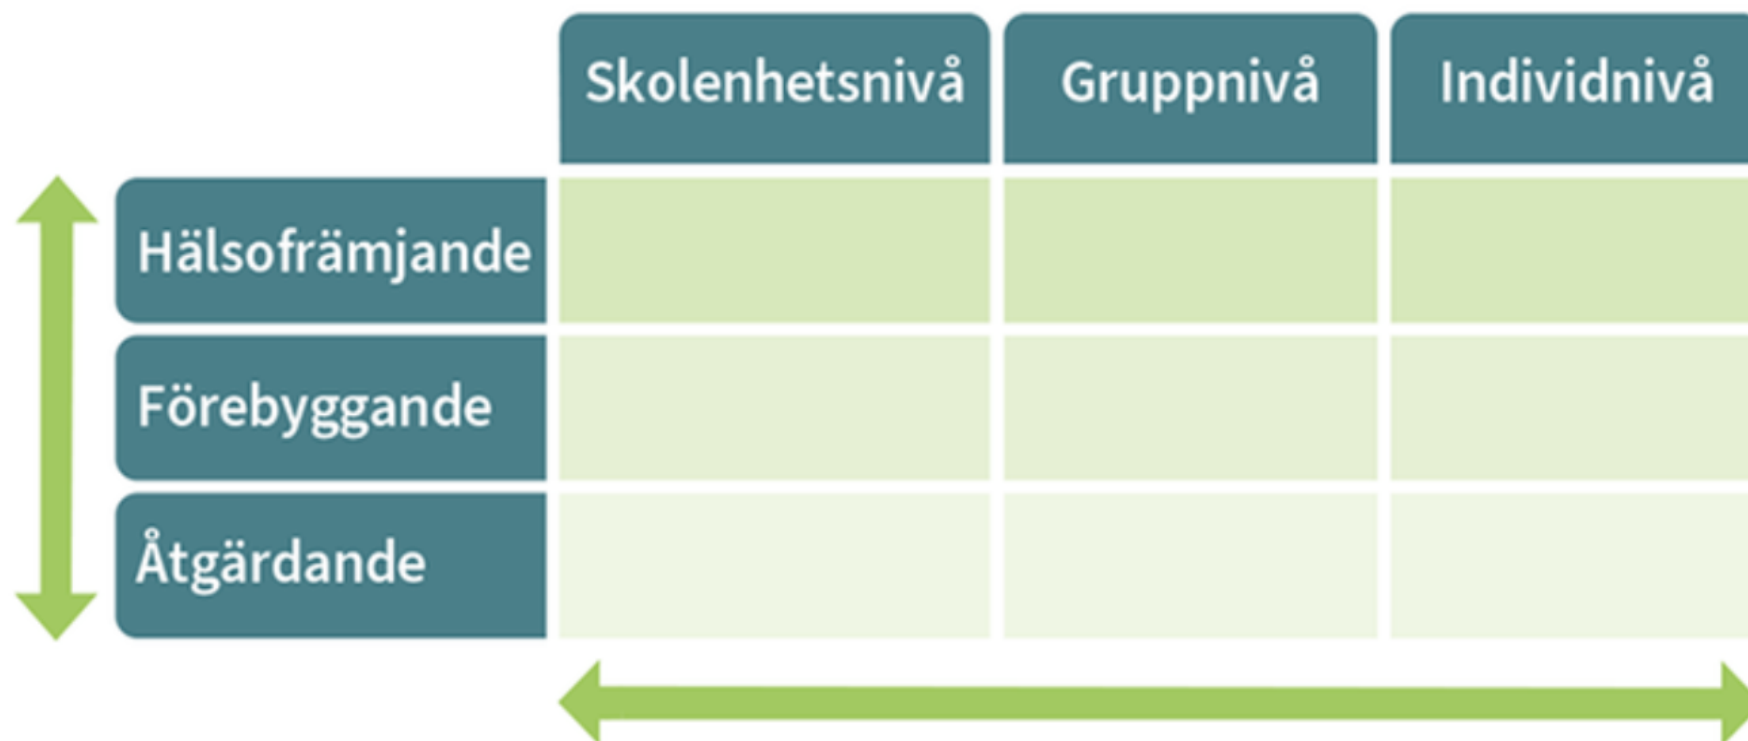 Skolenhetsnivå Gruppnivå Individnivå
Hälsofrämjande
Förebyggande
Åtgärdande